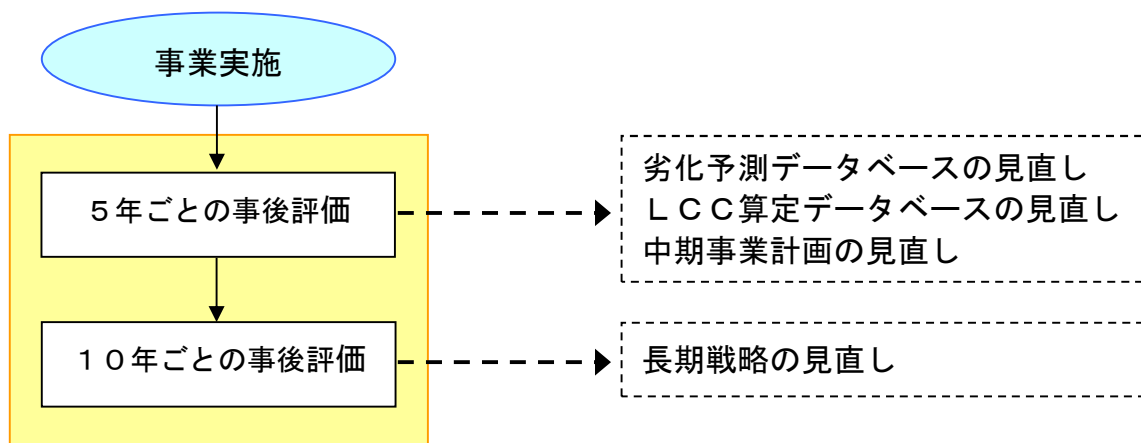 事業実施
５年ごとの事後評価
劣化予測データベースの見直し
ＬＣＣ算定データベースの見直し
中期事業計画の見直し
１０年ごとの事後評価
長期戦略の見直し